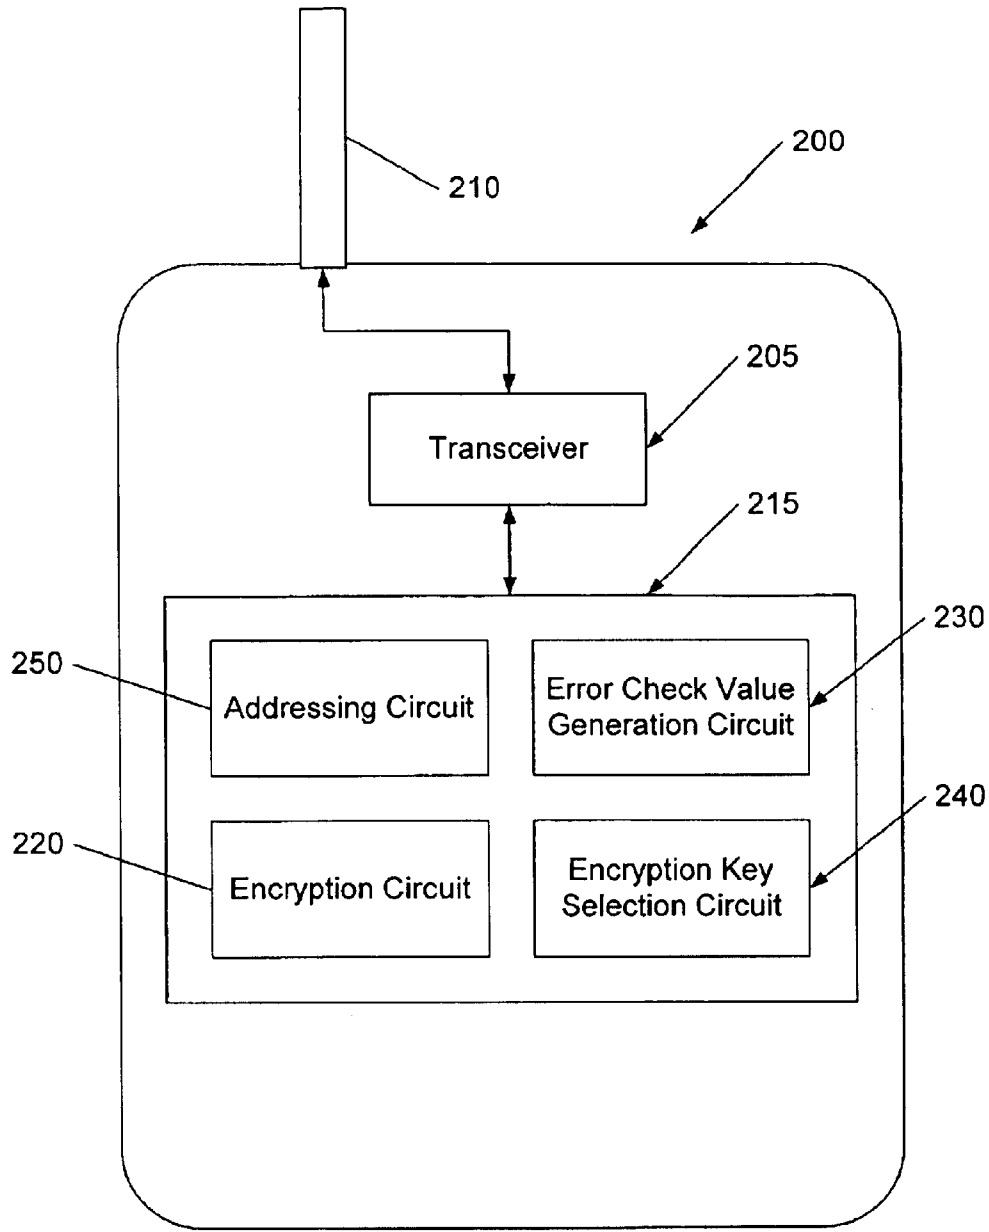 200
210
205
Transceiver
215
250
230
Addressing Circuit
Error Check Value
Generation Circuit
240
220
Encryption Circuit
Encryption Key
Selection Circuit